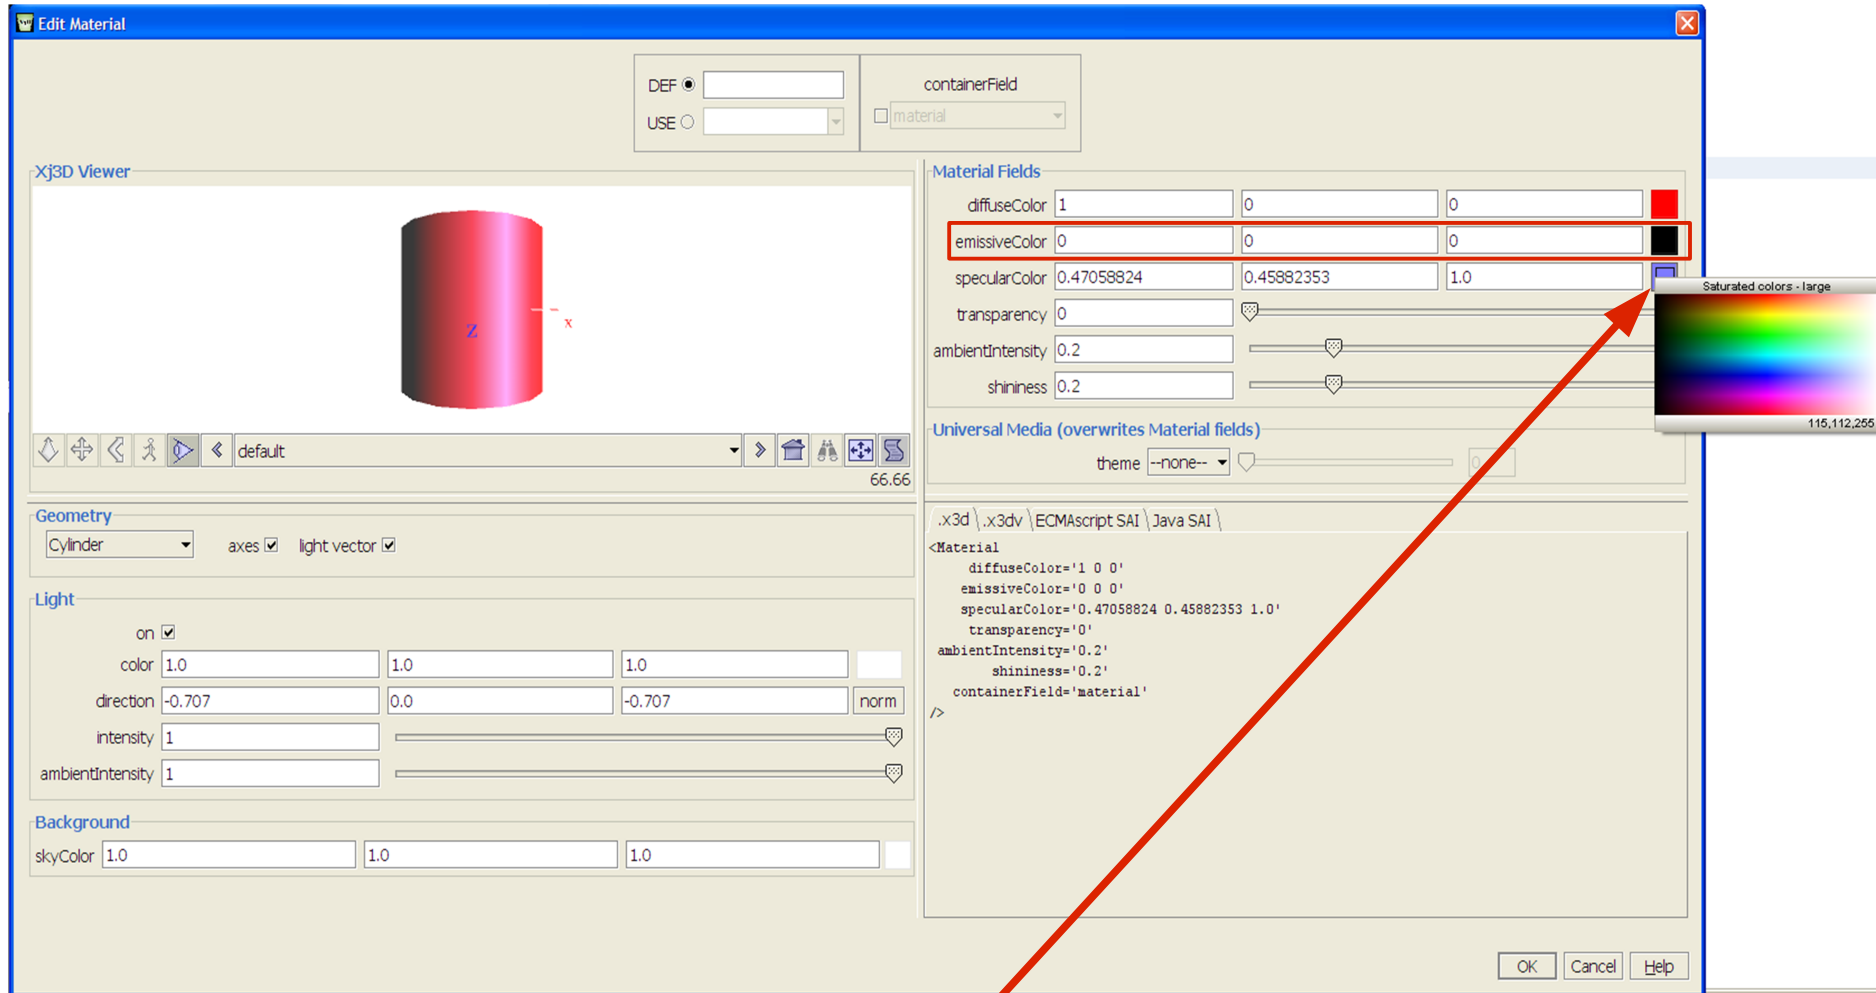 Edit Material
DEF
USE
containerField
material
Xj3D Viewer
Z
x
default
66.66
Material Fields
diffuseColor 1 0 0
emissiveColor 0 0 0
specularColor 0.47058824 0.45882353 1.0
transparency 0
ambientIntensity 0.2
shininess 0.2
Saturated colors - large
115,112,255
Universal Media (overwrites Material fields)
theme --none-- 0
Geometry
Cylinder axes light vector
Light
on
color 1.0 1.0 1.0
direction -0.707 0.0 -0.707 norm
intensity 1
ambientIntensity 1
Background
skyColor 1.0 1.0 1.0
.x3d .x3dv ECMAscript SAI Java SAI
<Material
diffuseColor='1 0 0'
emissiveColor='0 0 0'
specularColor='0.47058824 0.45882353 1.0'
transparency='0'
ambientIntensity='0.2'
shininess='0.2'
containerField='material'
/>
OK Cancel Help